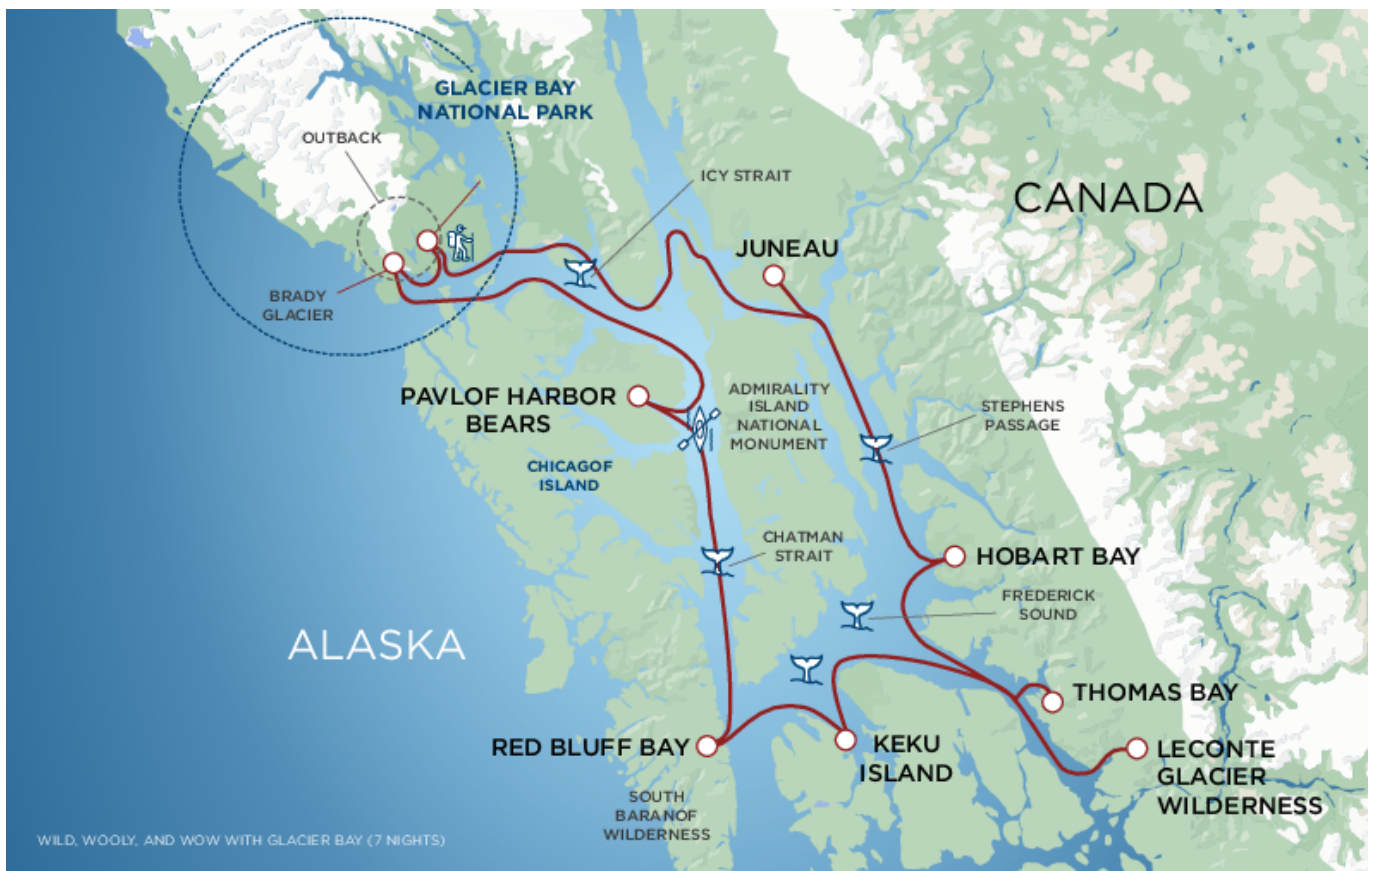 GLACIER BAY
NATIONAL PARK
OUTBACK
ICY STRAIT
CANADA
JUNEAU
BRADY
GLACIER
PAVLOF HARBOR
BEARS
ADMIRALITY
ISLAND
NATIONAL
MONUMENT
STEPHENS
PASSAGE
CHICAGOF
ISLAND
CHATMAN
STRAIT
HOBART BAY
FREDERICK
SOUND
ALASKA
THOMAS BAY
RED BLUFF BAY
KEKU
ISLAND
LECONTE
GLACIER
WILDERNESS
SOUTH
BARANOF
WILDERNESS
WILD, WOOLY, AND WOW WITH GLACIER BAY (7 NIGHTS)